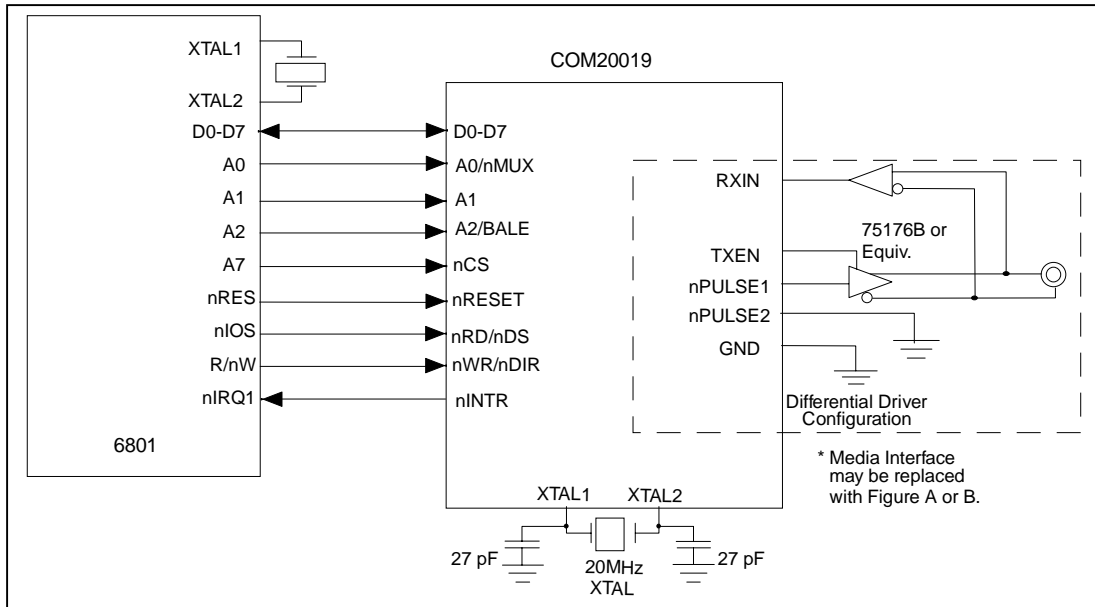 COM20019
XTAL1
XTAL2
D0-D7
A0
A1
A2
A7
nRES
nIOS
R/nW
nIRQ1
6801
D0-D7
A0/nMUX
A1
A2/BALE
nCS
nRESET
nRD/nDS
nWR/nDIR
nINTR
RXIN
TXEN
nPULSE1
nPULSE2
GND
75176B or
Equiv.
Differential Driver
Configuration
* Media Interface
may be replaced
with Figure A or B.
XTAL1
XTAL2
27 pF
20MHz
XTAL
27 pF